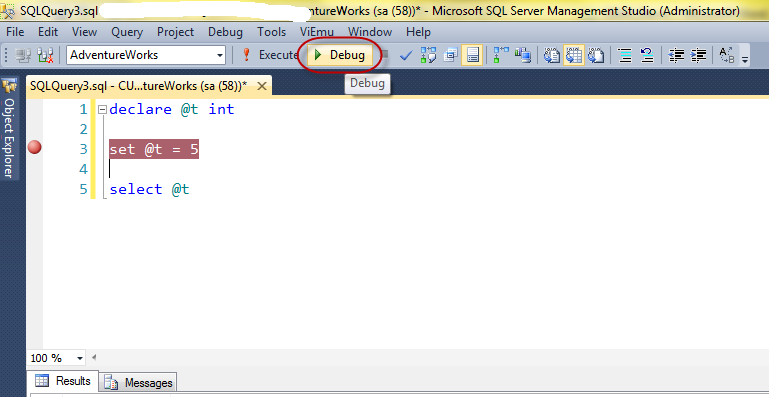 SQLQuery3.sql ntureWorks (sa (58))* - Microsoft SQL Server Management Studio (Administrator)
File Edit View Query Project Debug Tools ViEmu Window Help
AdventureWorks Execute Debug
SQLQuery3.sql - CU...tureWorks (sa (58))*
Debug
Object Explorer
1 declare @t int
2
3 set @t = 5
4
5 select @t
100 %
Results Messages